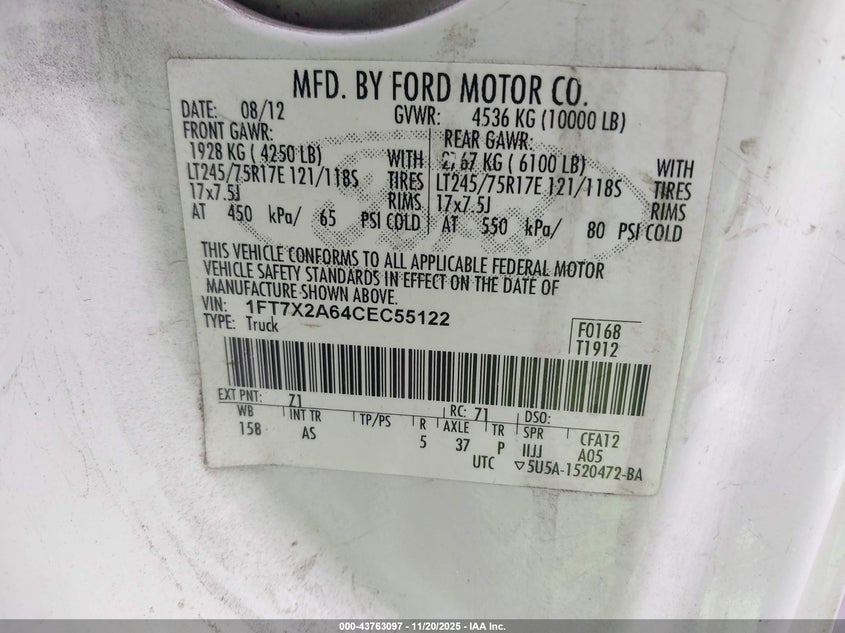 MFD. BY FORD MOTOR CO.
DATE: 08/12 GVWR: 4536 KG (10000 LB)
FRONT GAWR: REAR GAWR:
1928 KG ( 4250 LB) WITH 2767 KG ( 6100 LB) WITH
LT245/75R17E 121/118S TIRES LT245/75R17E 121/118S TIRES
17x7.5J RIMS 17x7.5J RIMS
AT 450 kPa/ 65 PSI COLD AT 550 kPa/ 80 PSI COLD
THIS VEHICLE CONFORMS TO ALL APPLICABLE FEDERAL MOTOR
VEHICLE SAFETY STANDARDS IN EFFECT ON THE DATE OF
MANUFACTURE SHOWN ABOVE.
VIN: 1FT7X2A64CEC55122
TYPE: Truck
F0168
T1912
EXT PNT: 71 RC: 71 DSO:
WB INT TR TP/PS R AXLE TR SPR CFA12
158 AS 5 37 P IIJJ A05
UTC ▽5U5A-1520472-BA
000-43763097 - 11/20/2025 - IAA Inc.